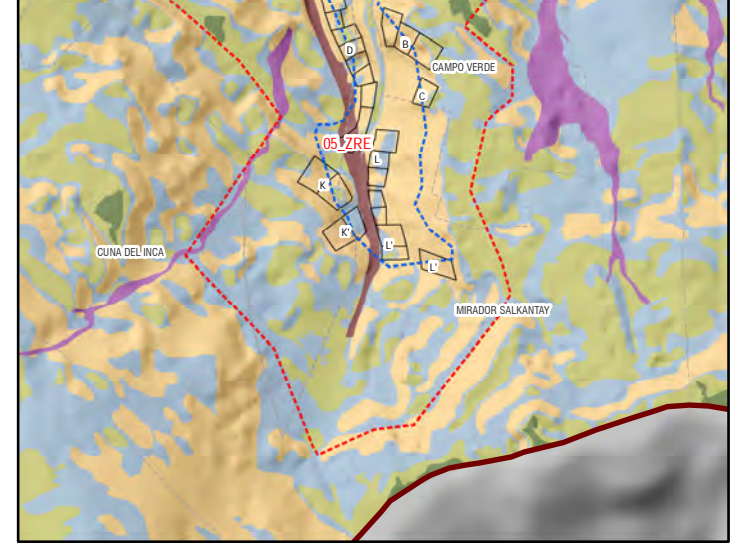 D
B
CAMPO VERDE
C
05_ZRE
L
K
K'
L'
CUNA DEL INCA
L'
MIRADOR SALKANTAY